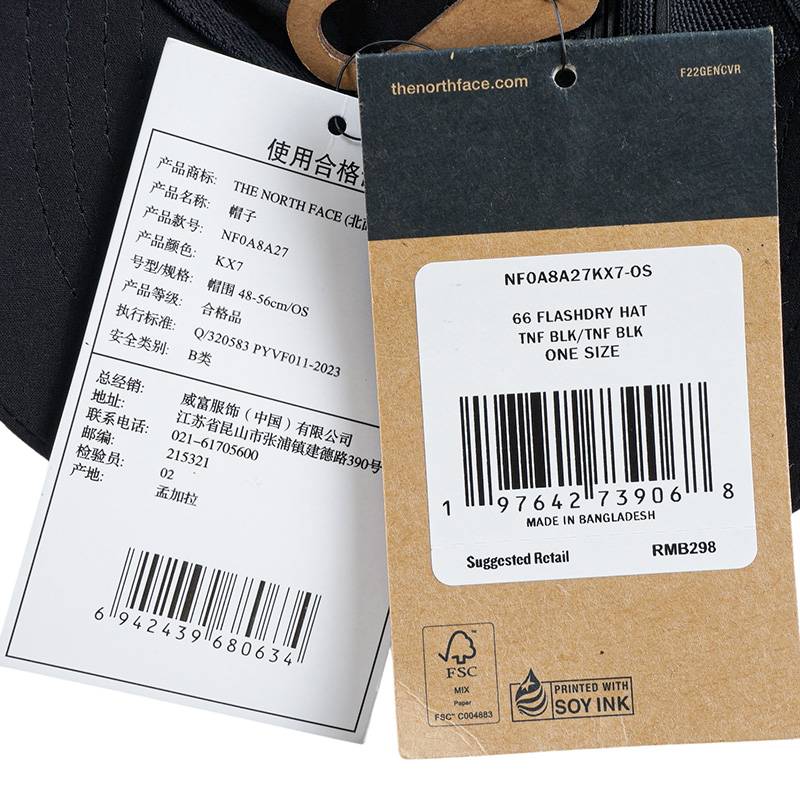 使用合格
产品商标: THE NORTH FACE (北
产品名称: 帽子
产品款号: NF0A8A27
产品颜色: KX7
号型/规格: 帽围 48-56cm/OS
产品等级: 合格品
执行标准: Q/320583 PYVF011-2023
安全类别: B类
总经销: 威富服饰（中国）有限公司
地址: 江苏省昆山市张浦镇建德路390号
联系电话: 021-61705600
邮编: 215321
检验员: 02
产地: 孟加拉
6 942439 680634
thenorthface.com
F22GENCVR
NF0A8A27KX7-OS
66 FLASHDRY HAT
TNF BLK/TNF BLK
ONE SIZE
1 97642 73906 8
MADE IN BANGLADESH
Suggested Retail RMB298
FSC
MIX
Paper
FSC™ C004883
PRINTED WITH
SOY INK